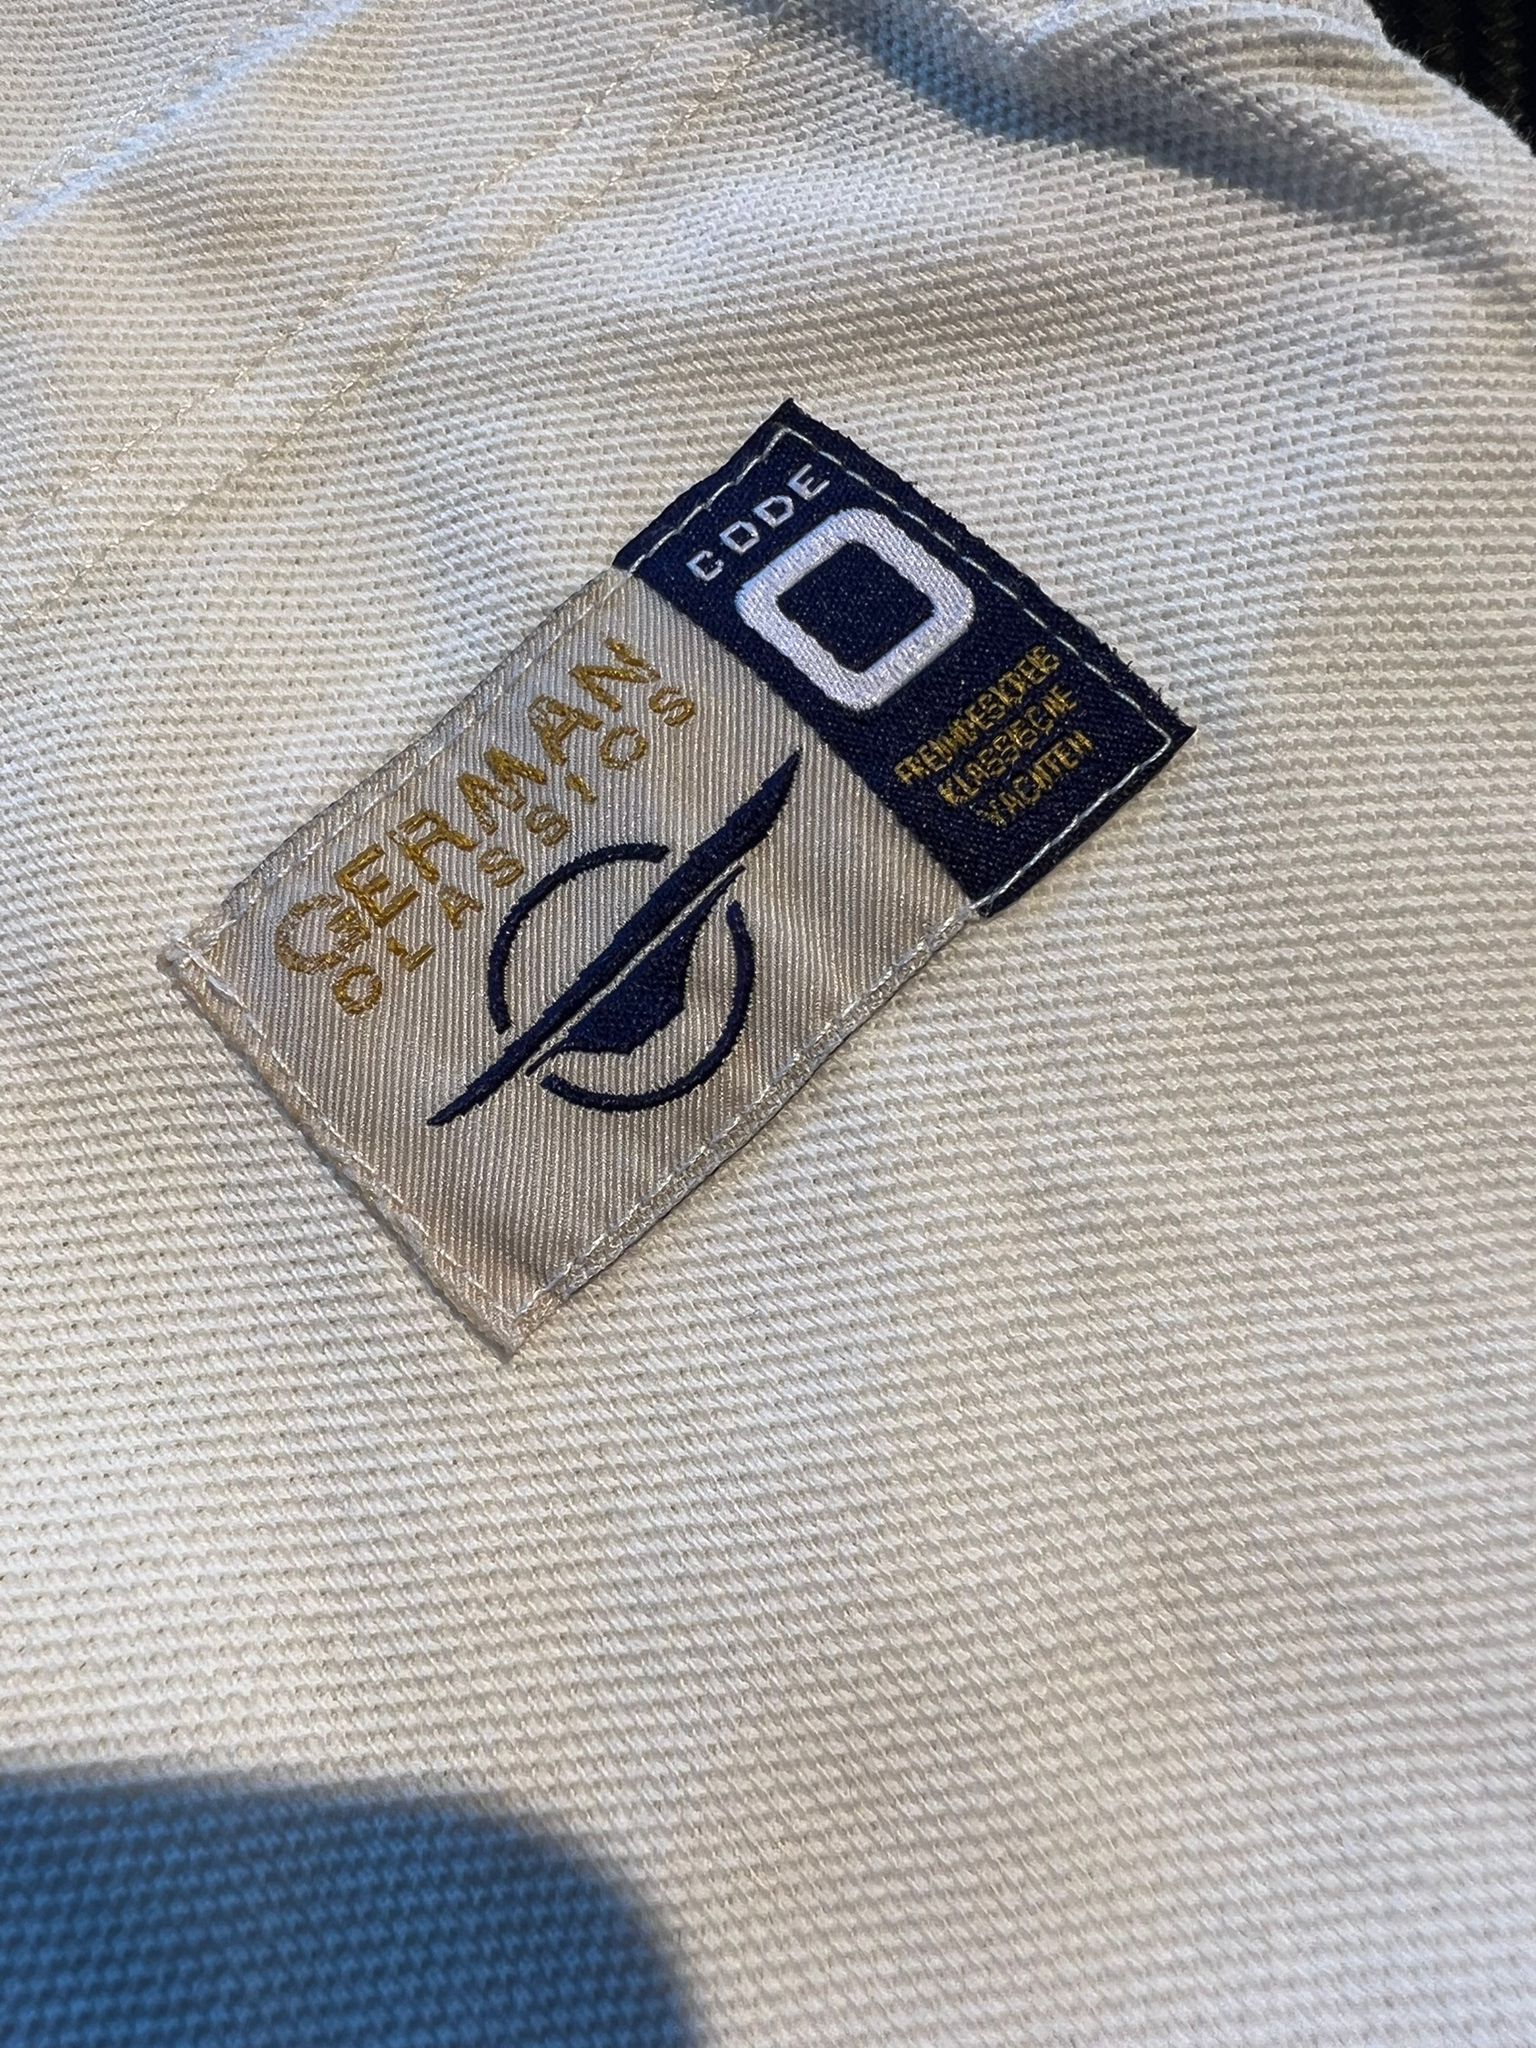 CODE
0
FREUNDESKREIS
KLASSISCHE
YACHTEN
GERMAN
CLASSICS